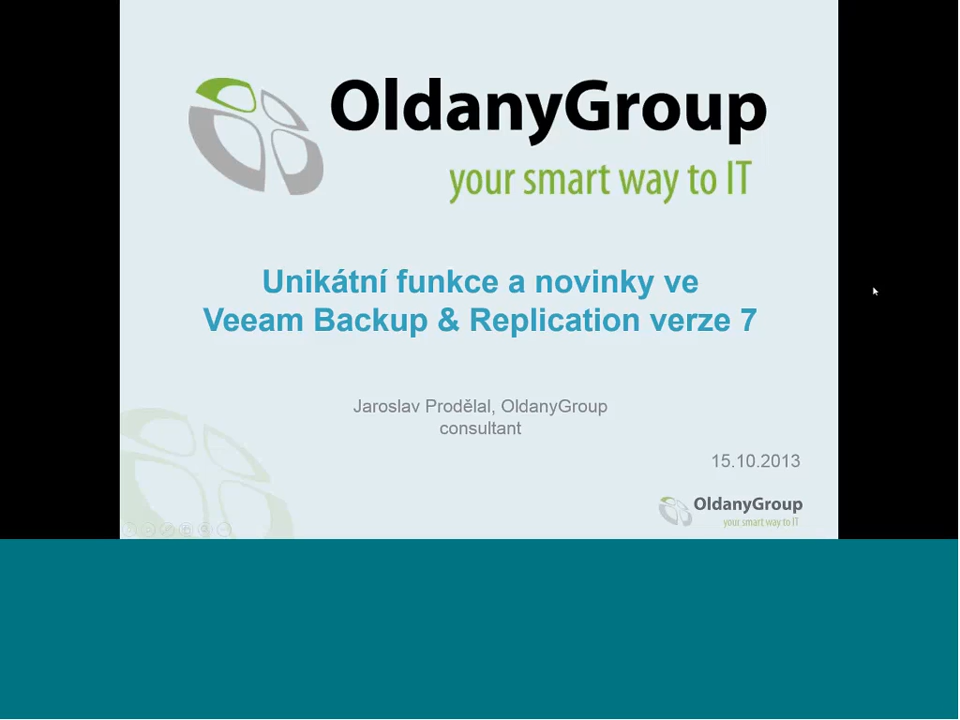 OldanyGroup
your smart way to IT
Unikátní funkce a novinky ve
Veeam Backup & Replication verze 7
Jaroslav Prodělal, OldanyGroup
consultant
15.10.2013
OldanyGroup
your smart way to IT